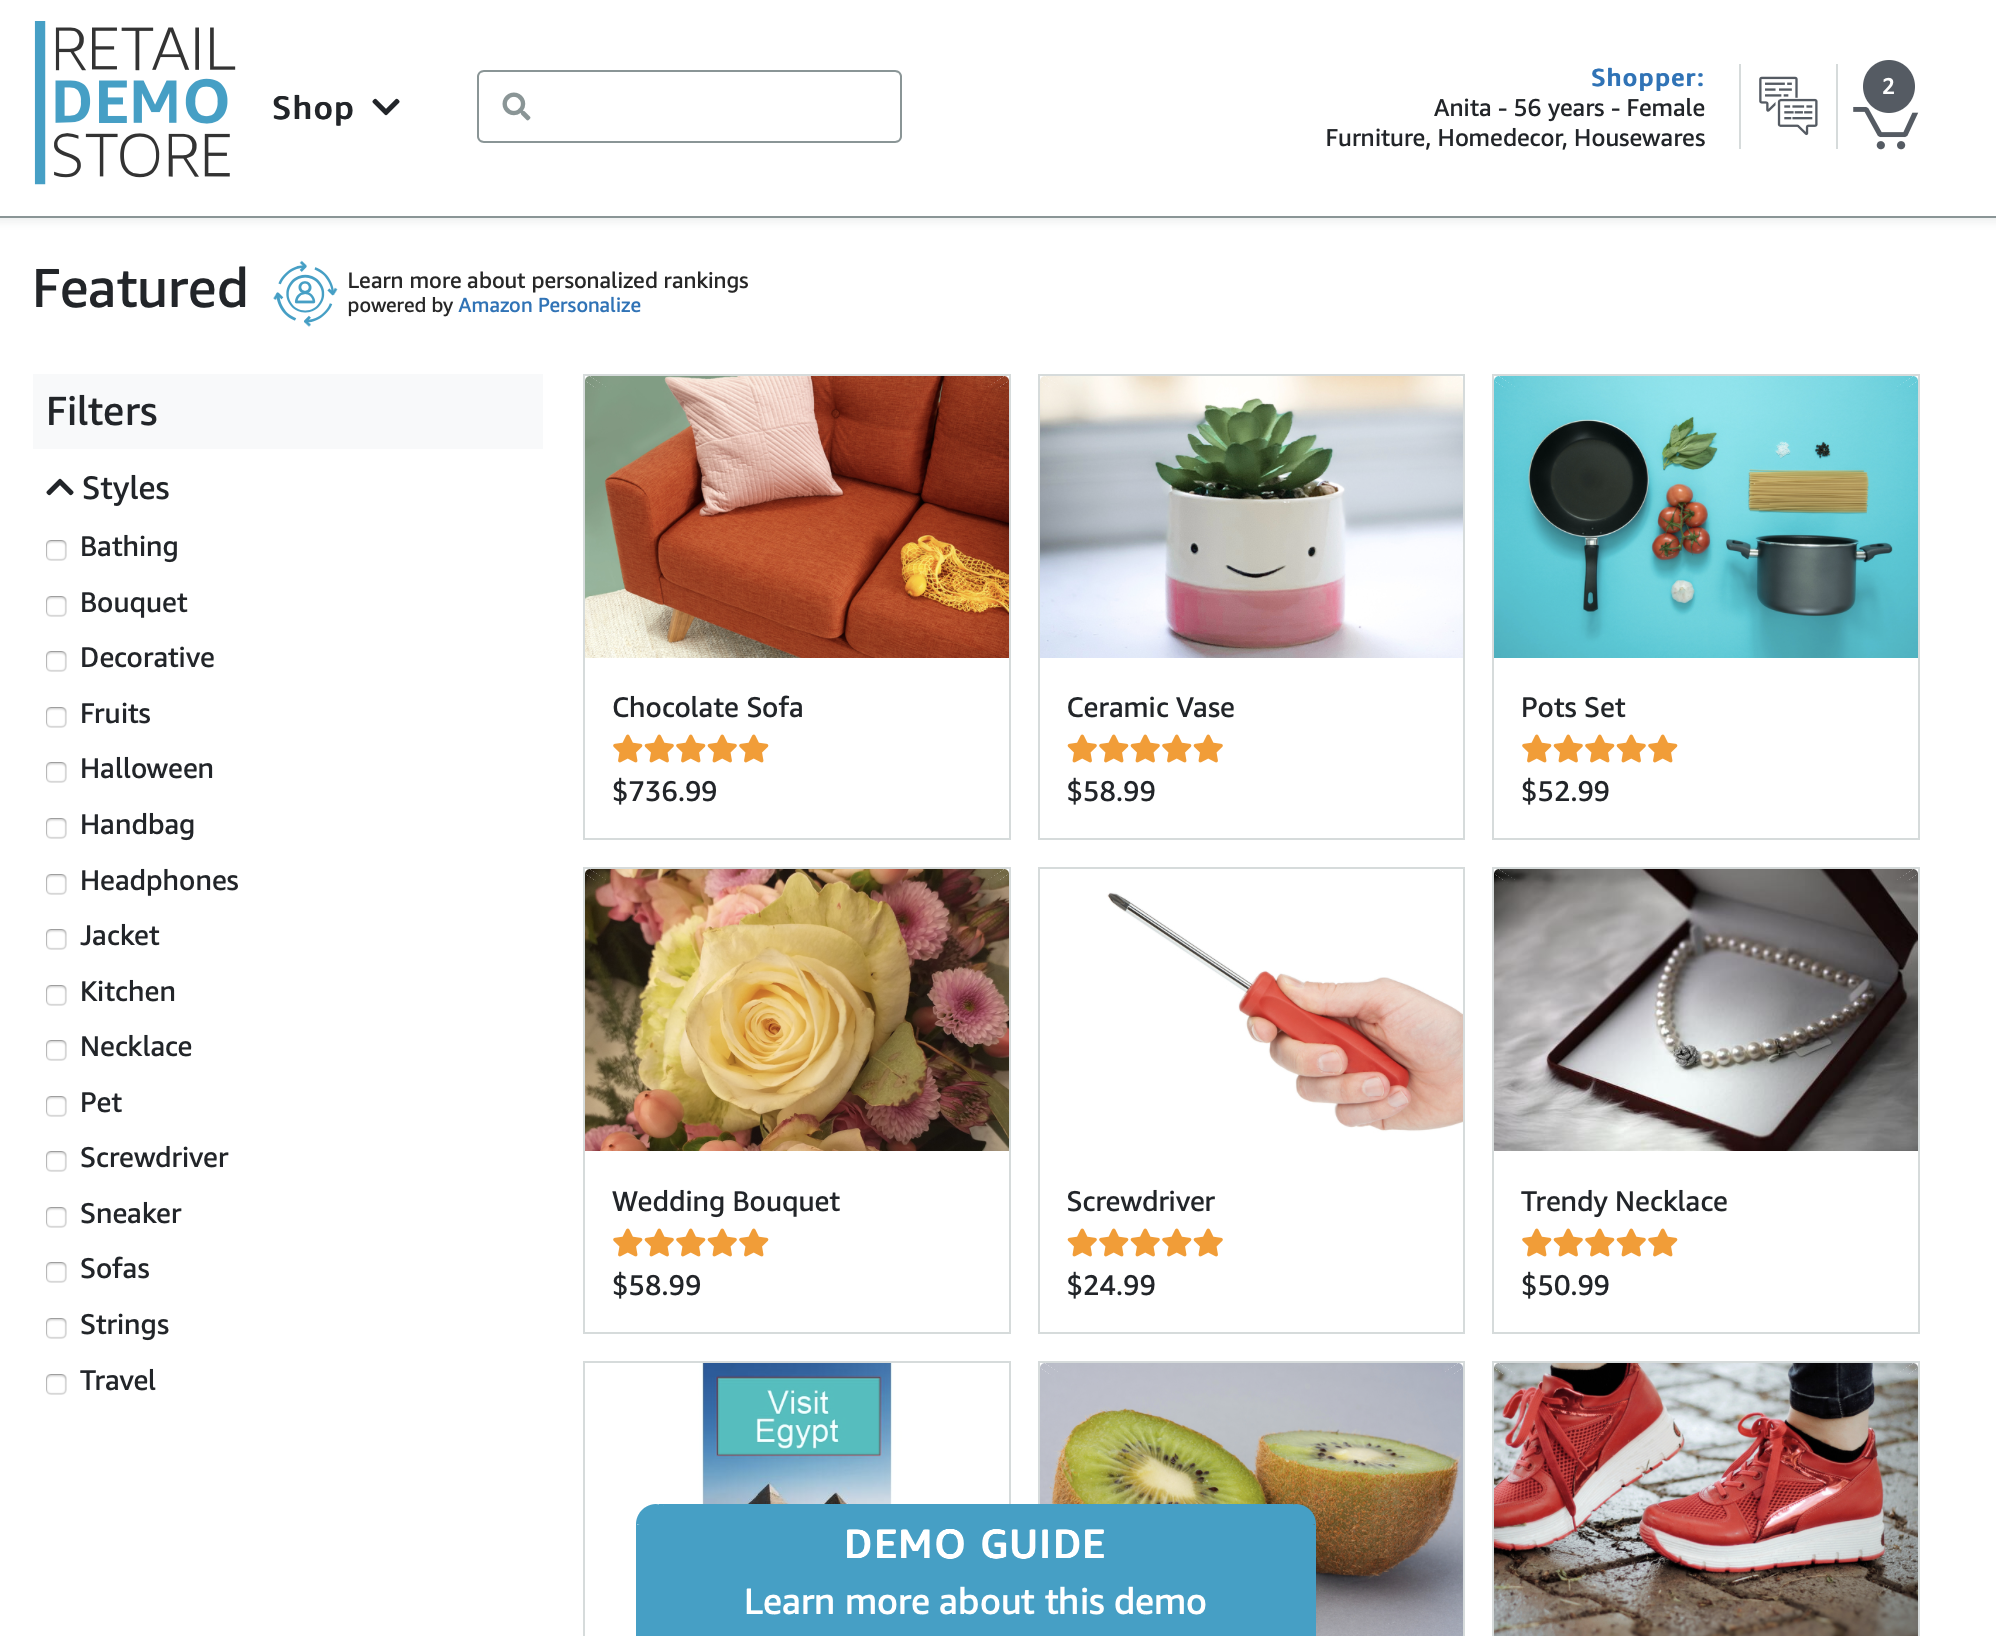 RETAIL
DEMO
STORE
Shop
Shopper:
Anita - 56 years - Female
Furniture, Homedecor, Housewares
2
Featured
Learn more about personalized rankings
powered by Amazon Personalize
Filters
Styles
Bathing
Bouquet
Decorative
Fruits
Halloween
Handbag
Headphones
Jacket
Kitchen
Necklace
Pet
Screwdriver
Sneaker
Sofas
Strings
Travel
Chocolate Sofa
$736.99
Ceramic Vase
$58.99
Pots Set
$52.99
Wedding Bouquet
$58.99
Screwdriver
$24.99
Trendy Necklace
$50.99
Visit
Egypt
DEMO GUIDE
Learn more about this demo